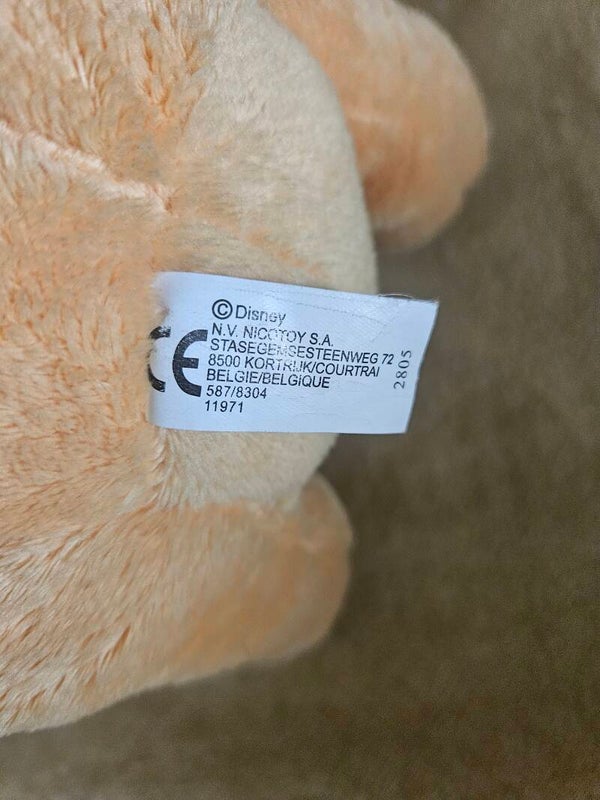 ©Disney
N.V. NICOTOY S.A.
STASEGEMSESTEENWEG 72
8500 KORTRIJK/COURTRAI
BELGIE/BELGIQUE
587/8304
11971
CE
2805